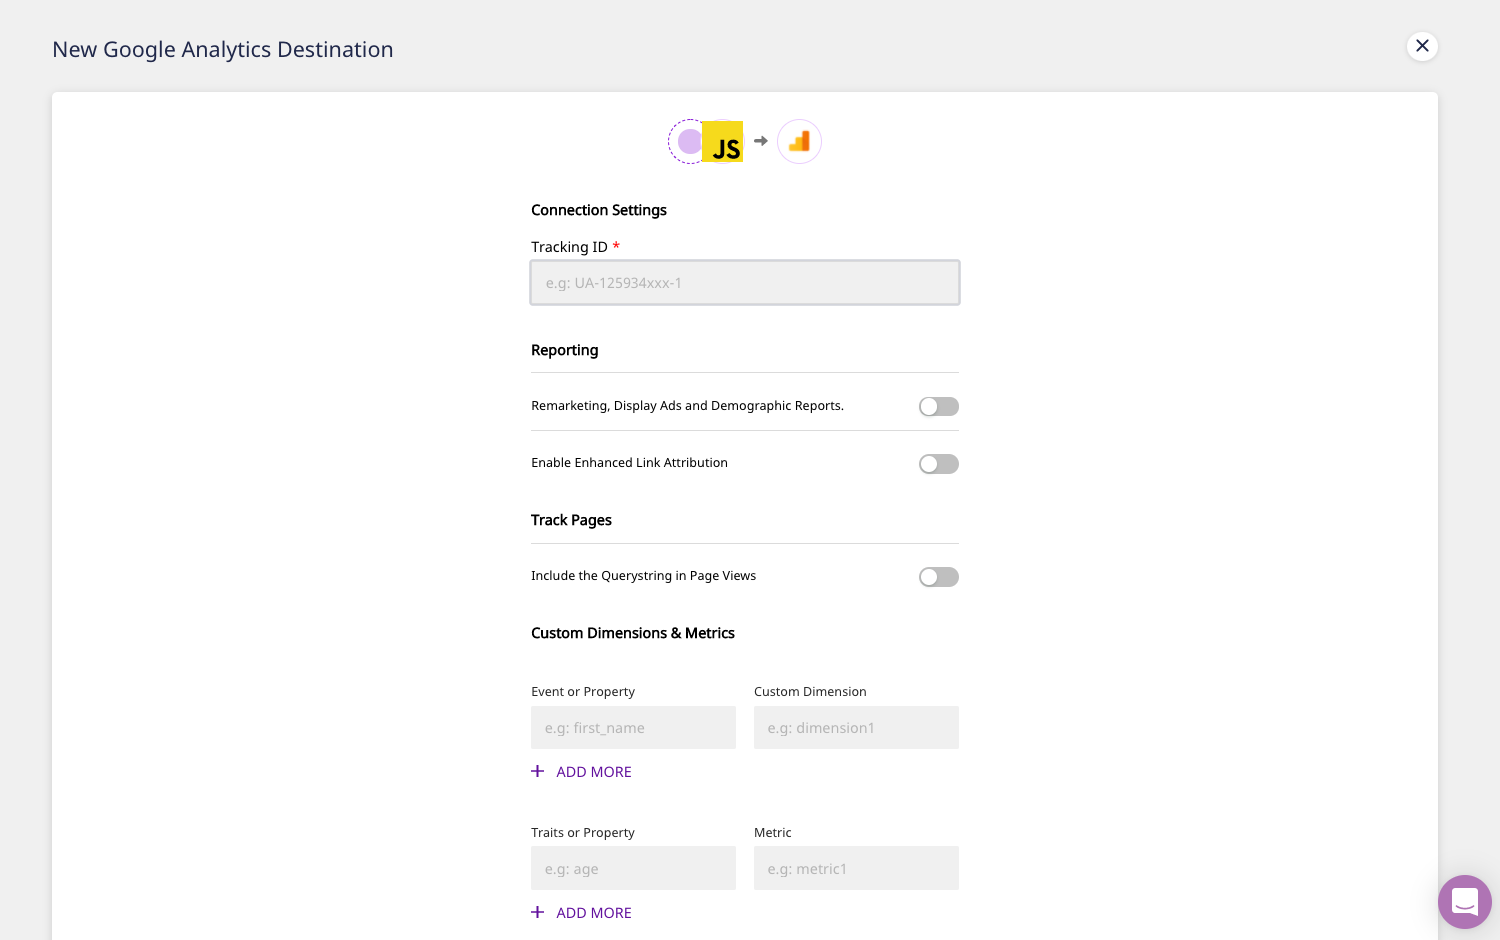 New Google Analytics Destination
JS
Connection Settings
Tracking ID *
e.g: UA-125934xxx-1
Reporting
Remarketing, Display Ads and Demographic Reports.
Enable Enhanced Link Attribution
Track Pages
Include the Querystring in Page Views
Custom Dimensions & Metrics
Event or Property Custom Dimension
e.g: first_name e.g: dimension1
+ ADD MORE
Traits or Property Metric
e.g: age e.g: metric1
+ ADD MORE